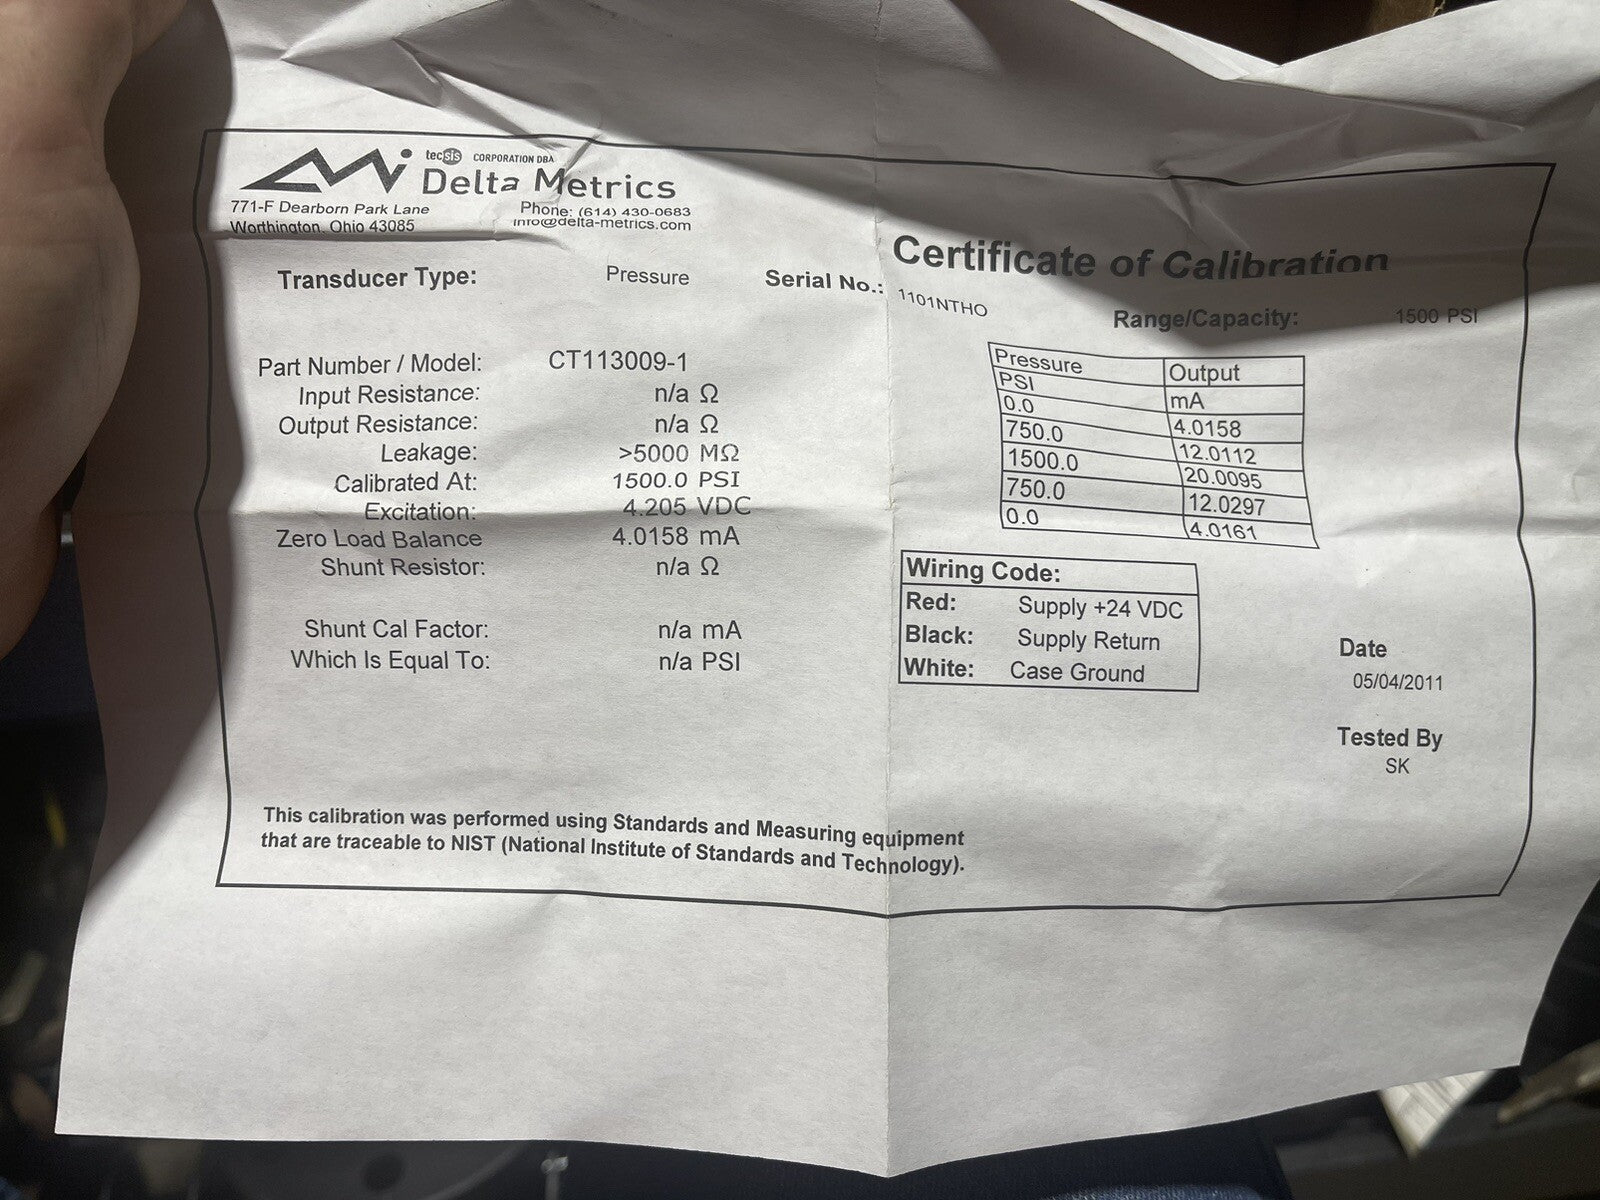 tecsis CORPORATION DBA
Delta Metrics
771-F Dearborn Park Lane
Worthington, Ohio 43085
Phone: (614) 430-0683
info@delta-metrics.com
Certificate of Calibration
Transducer Type: Pressure
Serial No.: 1101NTHO
Range/Capacity: 1500 PSI
Part Number / Model: CT113009-1
Input Resistance: n/a Ω
Output Resistance: n/a Ω
Leakage: >5000 MΩ
Calibrated At: 1500.0 PSI
Excitation: 4.205 VDC
Zero Load Balance 4.0158 mA
Shunt Resistor: n/a Ω
Shunt Cal Factor: n/a mA
Which Is Equal To: n/a PSI
Pressure Output
PSI mA
0.0 4.0158
750.0 12.0112
1500.0 20.0095
750.0 12.0297
0.0 4.0161
Wiring Code:
Red: Supply +24 VDC
Black: Supply Return
White: Case Ground
Date
05/04/2011
Tested By
SK
This calibration was performed using Standards and Measuring equipment
that are traceable to NIST (National Institute of Standards and Technology).